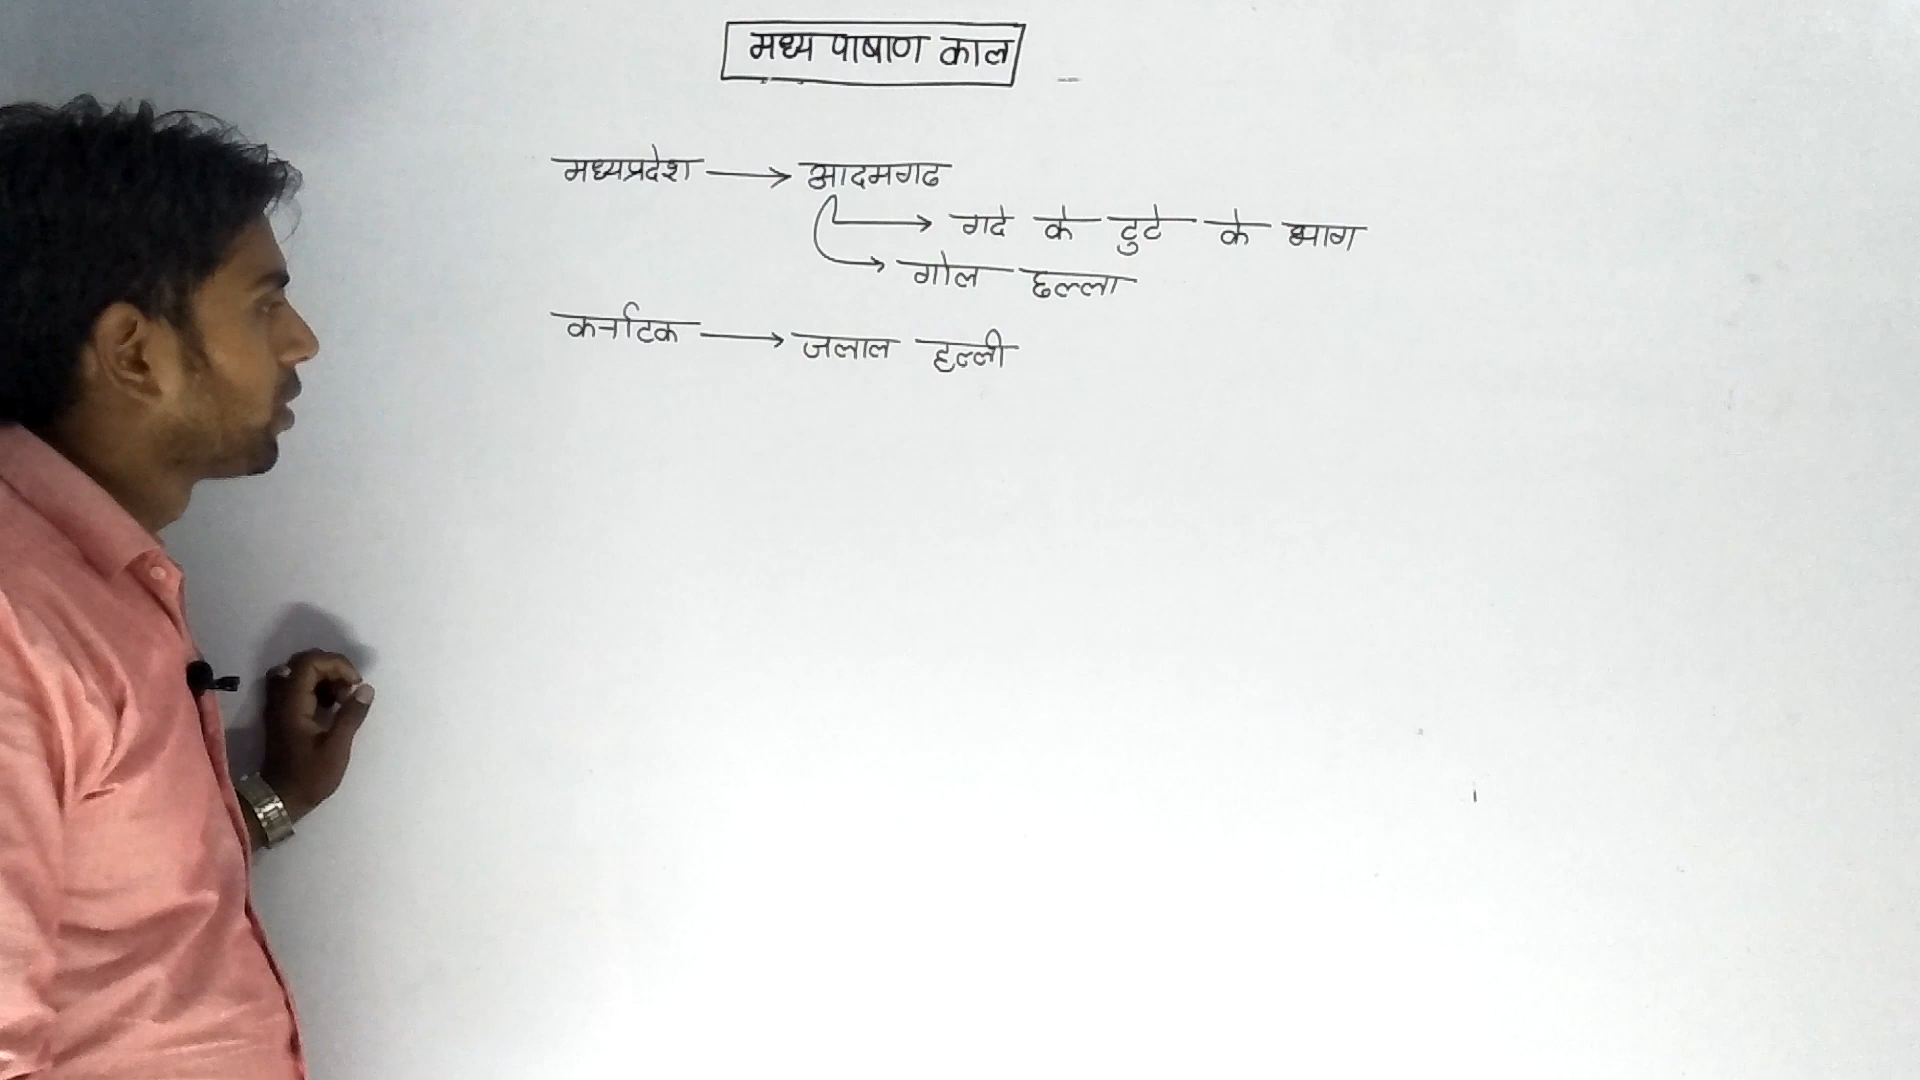 मध्य पाषाण काल
मध्यप्रदेश → आदमगढ
→ गदे के टुटे के भाग
→ गोल छल्ला
कर्नाटक → जलाल हल्ली